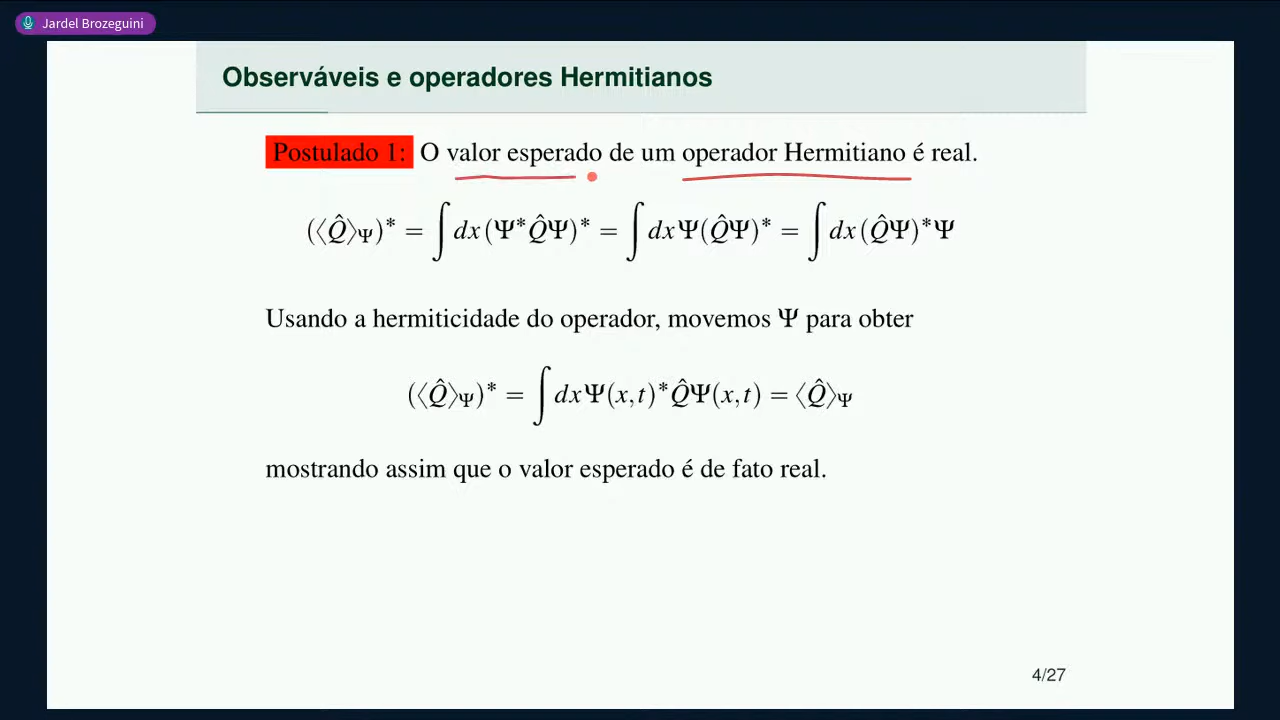 Jardel Brozeguini
Observáveis e operadores Hermitianos
Postulado 1: O valor esperado de um operador Hermitiano é real.
(⟨Q̂⟩_Ψ)* = ∫ dx (Ψ*Q̂Ψ)* = ∫ dx Ψ(Q̂Ψ)* = ∫ dx (Q̂Ψ)*Ψ
Usando a hermiticidade do operador, movemos Ψ para obter
(⟨Q̂⟩_Ψ)* = ∫ dx Ψ(x,t)*Q̂Ψ(x,t) = ⟨Q̂⟩_Ψ
mostrando assim que o valor esperado é de fato real.
4/27